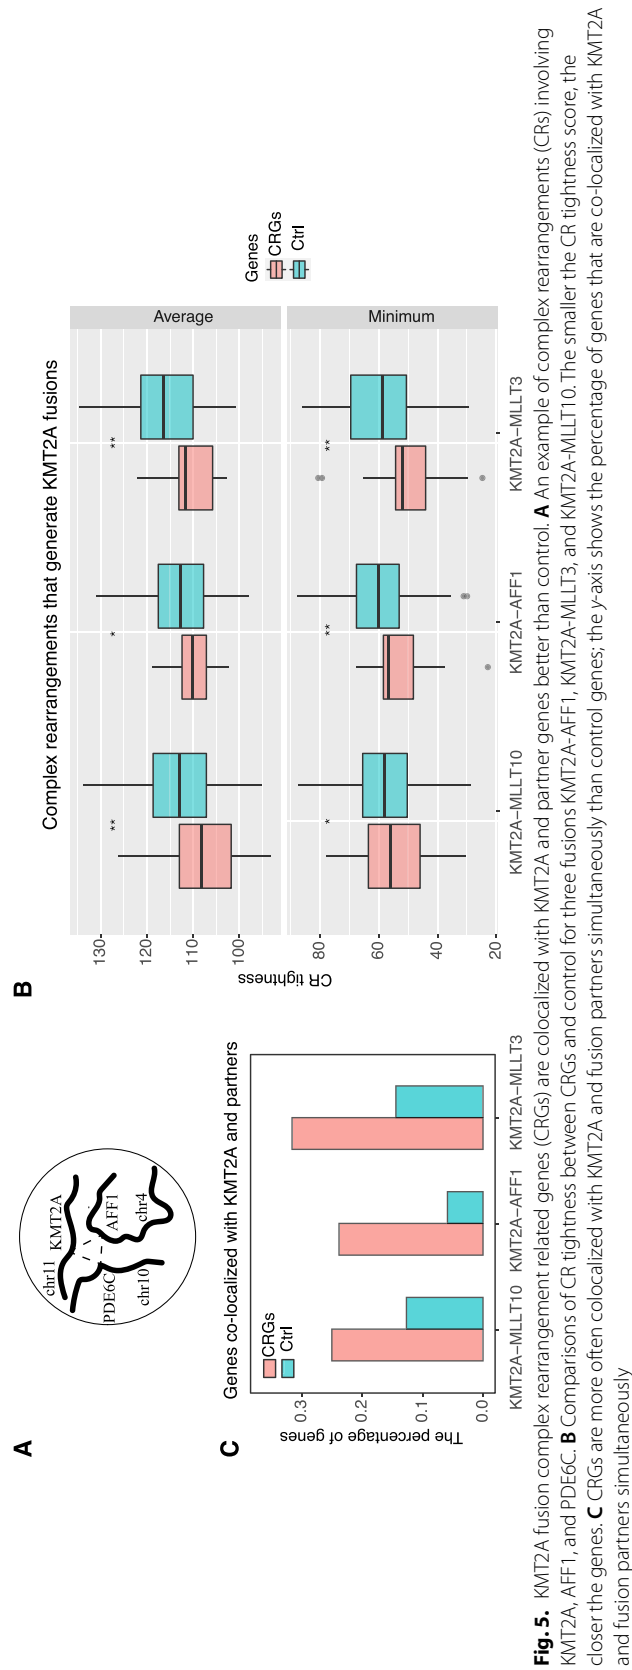 A
chr11
KMT2A
PDE6C
AFF1
chr10
chr4
B
Complex rearrangements that generate KMT2A fusions
CR tightness
130
120
110
100
**
*
**
Average
80
60
40
20
*
**
**
Minimum
KMT2A−MLLT10
KMT2A−AFF1
KMT2A−MLLT3
Genes
CRGs
Ctrl
C
Genes co-localized with KMT2A and partners
CRGs
Ctrl
The percentage of genes
0.3
0.2
0.1
0.0
KMT2A−MLLT10
KMT2A−AFF1
KMT2A−MLLT3
Fig. 5. KMT2A fusion complex rearrangement related genes (CRGs) are colocalized with KMT2A and partner genes better than control. A An example of complex rearrangements (CRs) involving
KMT2A, AFF1, and PDE6C. B Comparisons of CR tightness between CRGs and control for three fusions KMT2A-AFF1, KMT2A-MLLT3, and KMT2A-MLLT10. The smaller the CR tightness score, the
closer the genes. C CRGs are more often colocalized with KMT2A and fusion partners simultaneously than control genes; the y-axis shows the percentage of genes that are co-localized with KMT2A
and fusion partners simultaneously